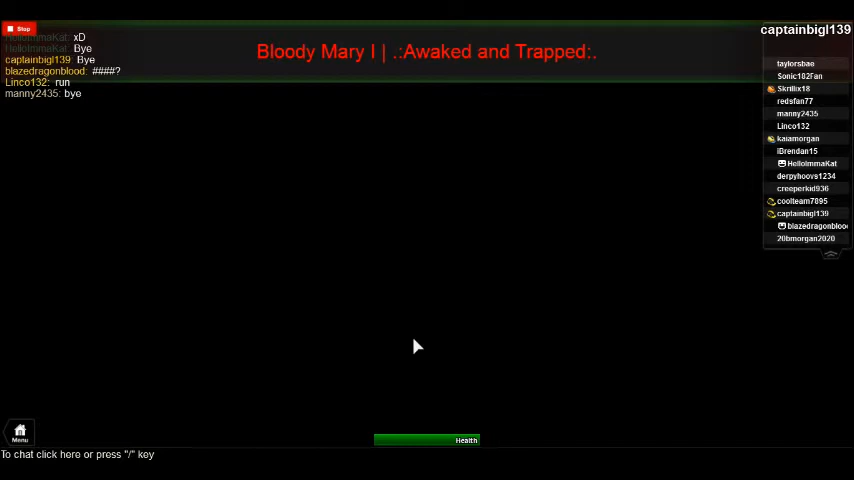 Stop
captainbigl139
HelloImmaKat: xD
HelloImmaKat: Bye
captainbigl139: Bye
blazedragonblood: ####?
Linco132: run
manny2435: bye
Bloody Mary I | .:Awaked and Trapped:.
taylorsbae
Sonic182Fan
Skrillix18
redsfan77
manny2435
Linco132
kaiamorgan
iBrendan15
HelloImmaKat
derpyhoovs1234
creeperkid936
coolteam7895
captainbigl139
blazedragonbloo
20bmorgan2020
Menu
Health
To chat click here or press "/" key